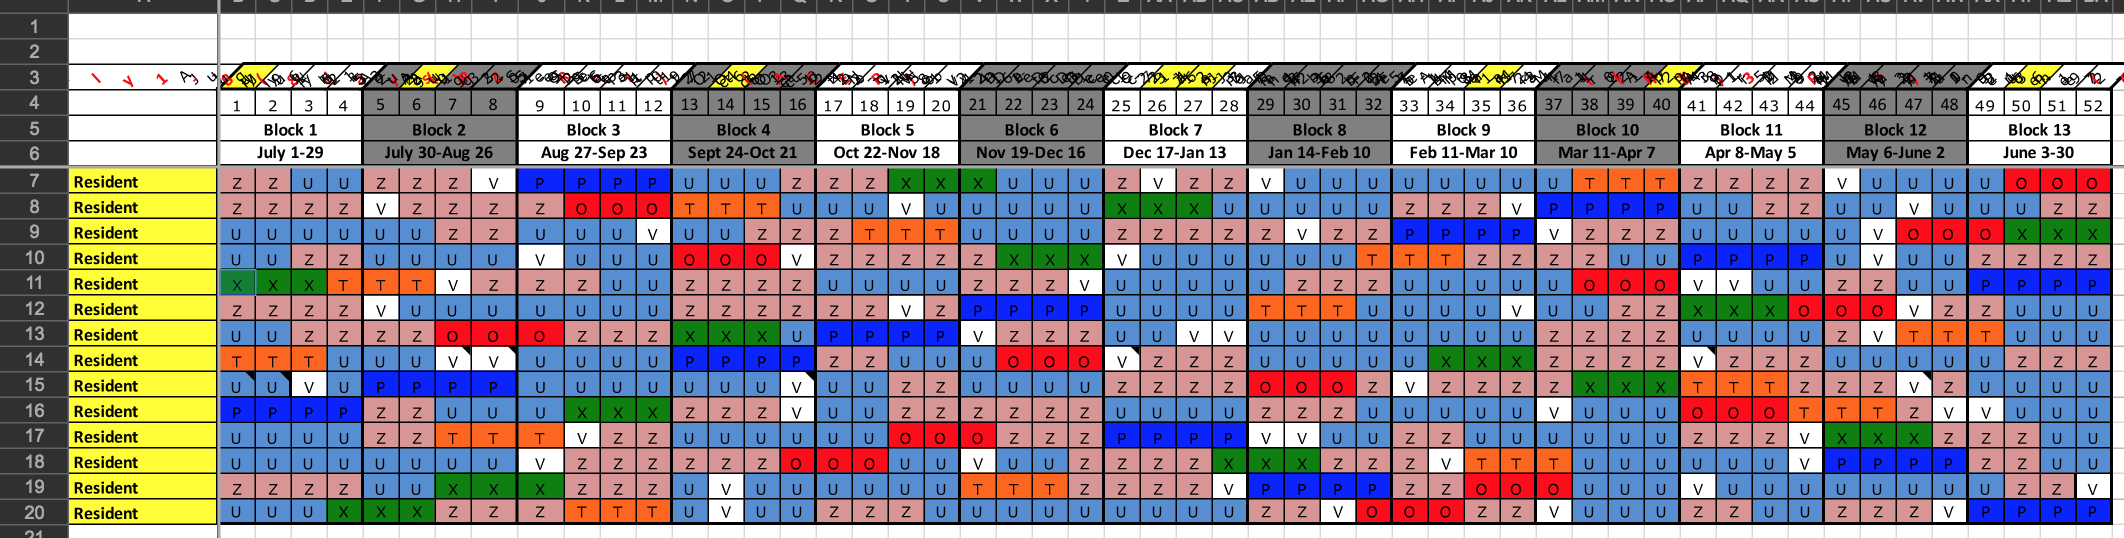 1
2
3
4 1 2 3 4 5 6 7 8 9 10 11 12 13 14 15 16 17 18 19 20 21 22 23 24 25 26 27 28 29 30 31 32 33 34 35 36 37 38 39 40 41 42 43 44 45 46 47 48 49 50 51 52
5 Block 1 Block 2 Block 3 Block 4 Block 5 Block 6 Block 7 Block 8 Block 9 Block 10 Block 11 Block 12 Block 13
6 July 1-29 July 30-Aug 26 Aug 27-Sep 23 Sept 24-Oct 21 Oct 22-Nov 18 Nov 19-Dec 16 Dec 17-Jan 13 Jan 14-Feb 10 Feb 11-Mar 10 Mar 11-Apr 7 Apr 8-May 5 May 6-June 2 June 3-30
7 Resident Z Z U U Z Z Z V P P P P U U U Z Z Z X X X U U U Z V Z Z V U U U U U U U U T T T Z Z Z Z V U U U U O O O
8 Resident Z Z Z Z V Z Z Z Z O O O T T T U U U V U U U U U X X X U U U U U Z Z Z V P P P P U U Z Z U U V U U U Z Z
9 Resident U U U U U U Z Z U U U V U U Z Z Z T T T U U U U Z Z Z Z Z V Z Z P P P P V Z Z Z U U U U U V O O O X X X
10 Resident U U Z Z U U U U V U U U O O O V Z Z Z Z Z X X X V U U U U U U T T T Z Z Z Z U U P P P P U V U U Z Z Z Z
11 Resident X X X T T T V Z Z Z U U Z Z Z Z U U U U Z Z Z V U U U U U Z Z Z U U U U U O O O V V U U Z Z U U P P P P
12 Resident Z Z Z Z V U U U U U U U Z Z Z Z Z Z V Z P P P P U U U U T T T U U U U V U U Z Z X X X O O O V Z Z U U U
13 Resident U U Z Z Z Z O O O Z Z Z X X X U P P P P V Z Z Z U U V V U U U U U U U U Z Z Z Z U U U U Z V T T T U U U
14 Resident T T T U U U V V U U U U P P P P Z Z U U U O O O V Z Z Z U U U U U X X X Z Z Z Z V Z Z Z U U U U U Z Z Z
15 Resident U U V U P P P P U U U U U U U V U U Z Z U U U U Z Z Z Z O O O Z V Z Z Z Z X X X T T T Z Z Z V Z U U U U
16 Resident P P P P Z Z U U U X X X Z Z Z V U U Z Z Z Z Z Z U U U U Z Z Z U U U U U V U U U O O O T T T Z V V U U U
17 Resident U U U U Z Z T T T V Z Z U U U U U U O O O Z Z Z P P P P V V U U Z Z U U U U U U Z Z Z V X X X Z Z Z U U
18 Resident U U U U U U U U V Z Z Z Z Z Z O O O U U V U U Z Z Z Z X X X Z Z Z V T T T U U U U U U V P P P P Z Z U U
19 Resident Z Z Z Z U U X X X Z Z Z U V U U U U U U T T T Z Z Z Z V P P P P Z Z O O O U U U V U U U U U U U U Z Z V
20 Resident U U U X X X Z Z Z T T T U V U U Z Z Z U U U U U U U U U Z Z V O O O Z Z V U U U Z Z U U Z Z Z V P P P P